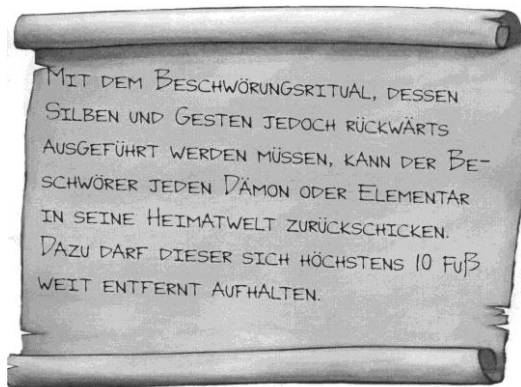 Mit dem Beschwörungsritual, dessen
Silben und Gesten jedoch rückwärts
ausgeführt werden müssen, kann der Be-
schwörer jeden Dämon oder Elementar
in seine Heimatwelt zurückschicken.
Dazu darf dieser sich höchstens 10 Fuß
weit entfernt aufhalten.